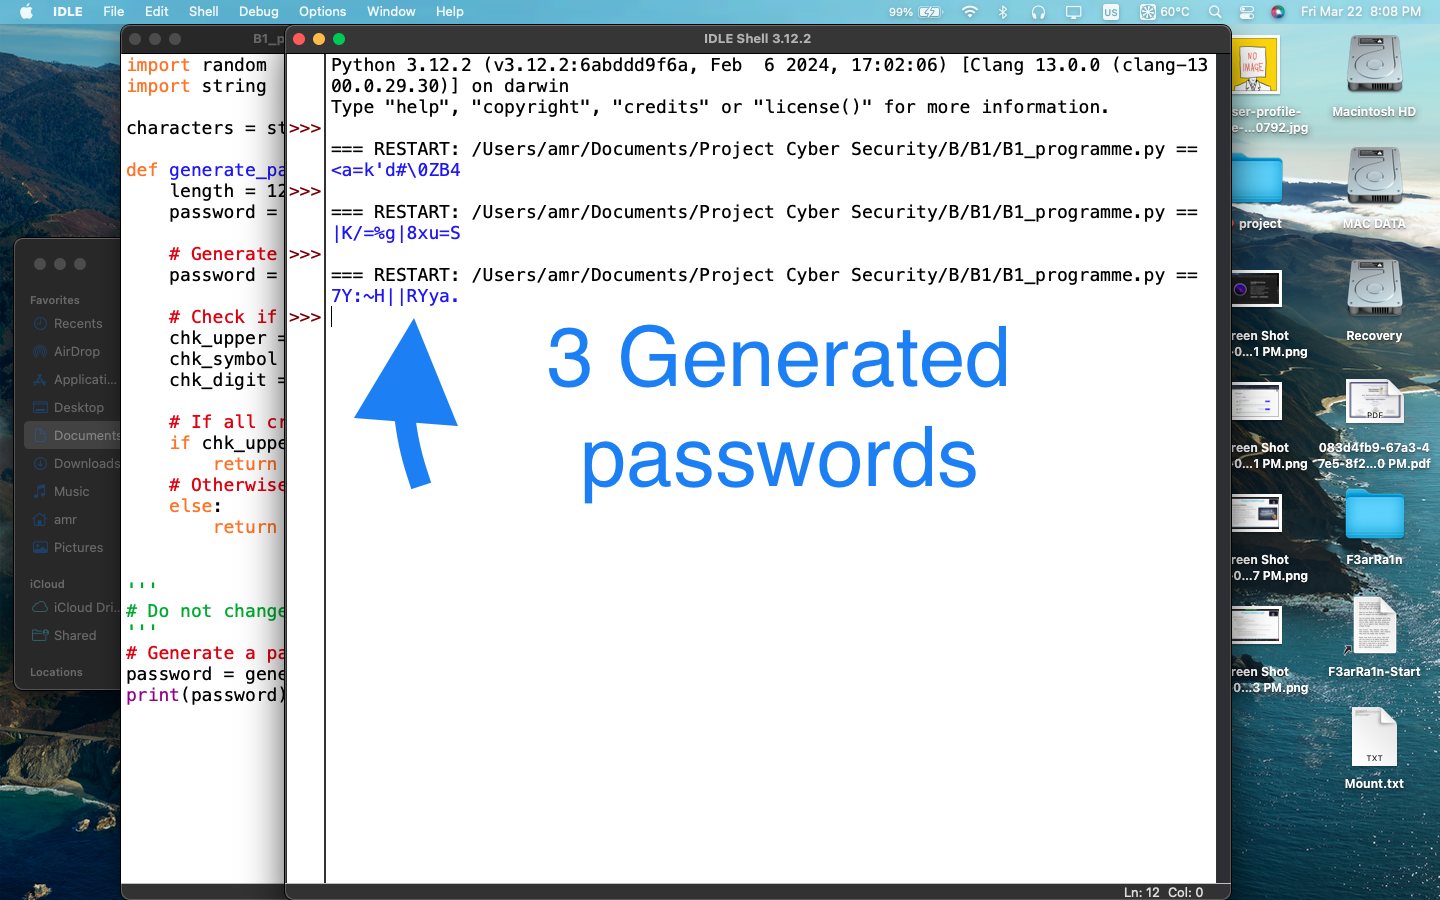 IDLE File Edit Shell Debug Options Window Help
99% US 60°C Fri Mar 22 8:08 PM
B1_p
import random
import string
characters = st
def generate_pa
length = 12
password =
# Generate
password =
# Check if
chk_upper =
chk_symbol
chk_digit =
# If all cr
if chk_uppe
return
# Otherwise
else:
return
'''
# Do not change
'''
# Generate a pa
password = gene
print(password)
Favorites
Recents
AirDrop
Applicati...
Desktop
Documents
Downloads
Music
amr
Pictures
iCloud
iCloud Dri...
Shared
Locations
IDLE Shell 3.12.2
Python 3.12.2 (v3.12.2:6abddd9f6a, Feb  6 2024, 17:02:06) [Clang 13.0.0 (clang-13
00.0.29.30)] on darwin
Type "help", "copyright", "credits" or "license()" for more information.
>>>
=== RESTART: /Users/amr/Documents/Project Cyber Security/B/B1/B1_programme.py ==
<a=k'd#\0ZB4
>>>
=== RESTART: /Users/amr/Documents/Project Cyber Security/B/B1/B1_programme.py ==
|K/=%g|8xu=S
>>>
=== RESTART: /Users/amr/Documents/Project Cyber Security/B/B1/B1_programme.py ==
7Y:~H||RYya.
>>>
3 Generated
passwords
Ln: 12 Col: 0
NO
IMAGE
ser-profile-
e-...0792.jpg
project
reen Shot
-0...1 PM.png
reen Shot
-0...1 PM.png
reen Shot
-0...7 PM.png
reen Shot
-0...3 PM.png
Macintosh HD
MAC DATA
Recovery
PDF
083d4fb9-67a3-4
7e5-8f2...0 PM.pdf
F3arRa1n
F3arRa1n-Start
TXT
Mount.txt